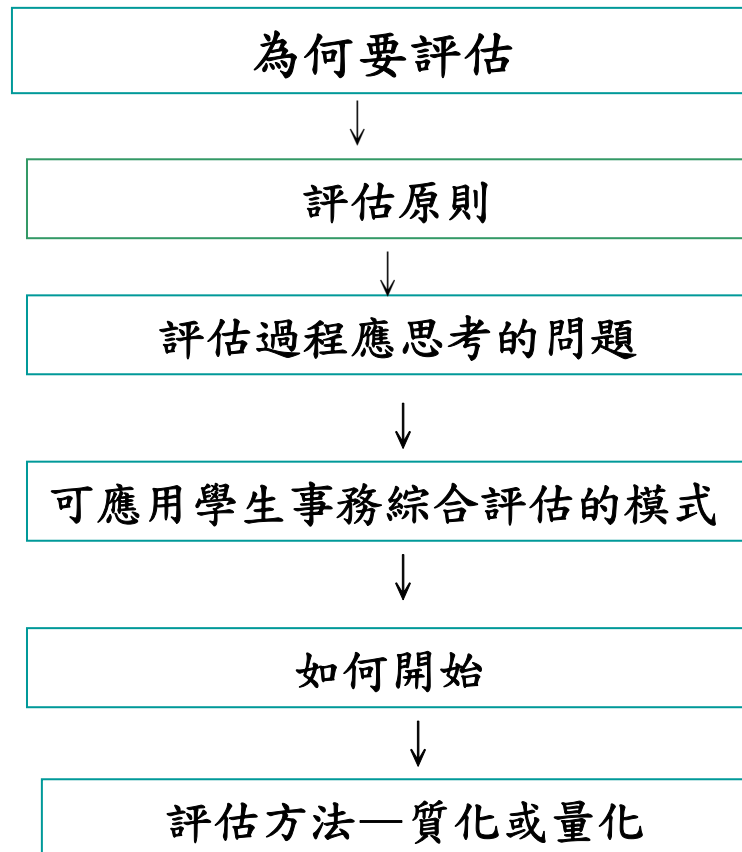 為何要評估
評估原則
評估過程應思考的問題
可應用學生事務綜合評估的模式
如何開始
評估方法—質化或量化